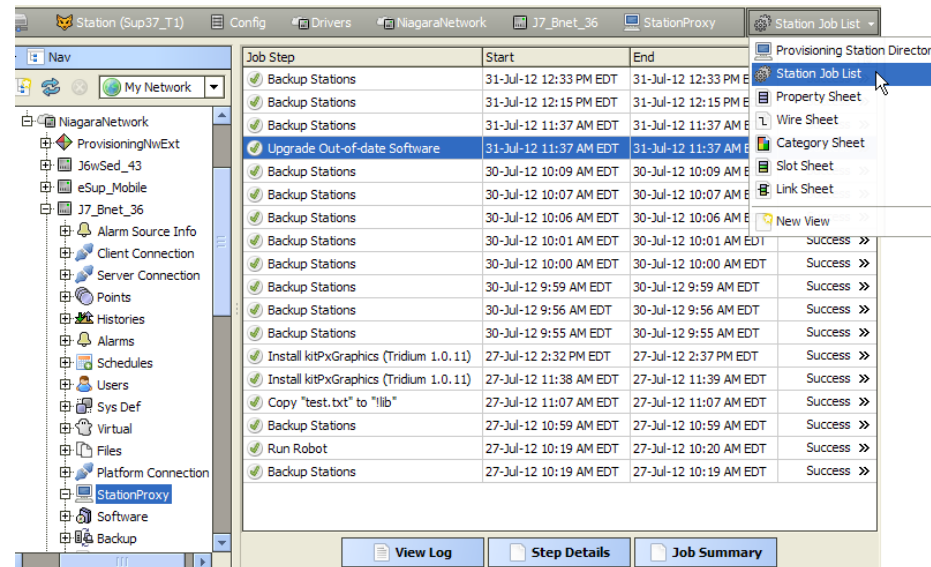 Station (Sup37_T1) Config Drivers NiagaraNetwork J7_Bnet_36 StationProxy Station Job List
Nav
My Network
NiagaraNetwork
ProvisioningNwExt
J6wSed_43
eSup_Mobile
J7_Bnet_36
Alarm Source Info
Client Connection
Server Connection
Points
Histories
Alarms
Schedules
Users
Sys Def
Virtual
Files
Platform Connection
StationProxy
Software
Backup
Job Step Start End
Backup Stations 31-Jul-12 12:33 PM EDT 31-Jul-12 12:33 PM E
Backup Stations 31-Jul-12 12:15 PM EDT 31-Jul-12 12:15 PM E
Backup Stations 31-Jul-12 11:37 AM EDT 31-Jul-12 11:37 AM E
Upgrade Out-of-date Software 31-Jul-12 11:37 AM EDT 31-Jul-12 11:37 AM E
Backup Stations 30-Jul-12 10:09 AM EDT 30-Jul-12 10:09 AM E
Backup Stations 30-Jul-12 10:07 AM EDT 30-Jul-12 10:07 AM E
Backup Stations 30-Jul-12 10:06 AM EDT 30-Jul-12 10:06 AM E
Backup Stations 30-Jul-12 10:01 AM EDT 30-Jul-12 10:01 AM EDT Success »
Backup Stations 30-Jul-12 10:00 AM EDT 30-Jul-12 10:00 AM EDT Success »
Backup Stations 30-Jul-12 9:59 AM EDT 30-Jul-12 9:59 AM EDT Success »
Backup Stations 30-Jul-12 9:56 AM EDT 30-Jul-12 9:56 AM EDT Success »
Backup Stations 30-Jul-12 9:55 AM EDT 30-Jul-12 9:55 AM EDT Success »
Install kitPxGraphics (Tridium 1.0.11) 27-Jul-12 2:32 PM EDT 27-Jul-12 2:37 PM EDT Success »
Install kitPxGraphics (Tridium 1.0.11) 27-Jul-12 11:38 AM EDT 27-Jul-12 11:39 AM EDT Success »
Copy "test.txt" to "!lib" 27-Jul-12 11:07 AM EDT 27-Jul-12 11:07 AM EDT Success »
Backup Stations 27-Jul-12 10:59 AM EDT 27-Jul-12 10:59 AM EDT Success »
Run Robot 27-Jul-12 10:19 AM EDT 27-Jul-12 10:20 AM EDT Success »
Backup Stations 27-Jul-12 10:19 AM EDT 27-Jul-12 10:19 AM EDT Success »
Provisioning Station Director
Station Job List
Property Sheet
Wire Sheet
Category Sheet
Slot Sheet
Link Sheet
New View
View Log Step Details Job Summary